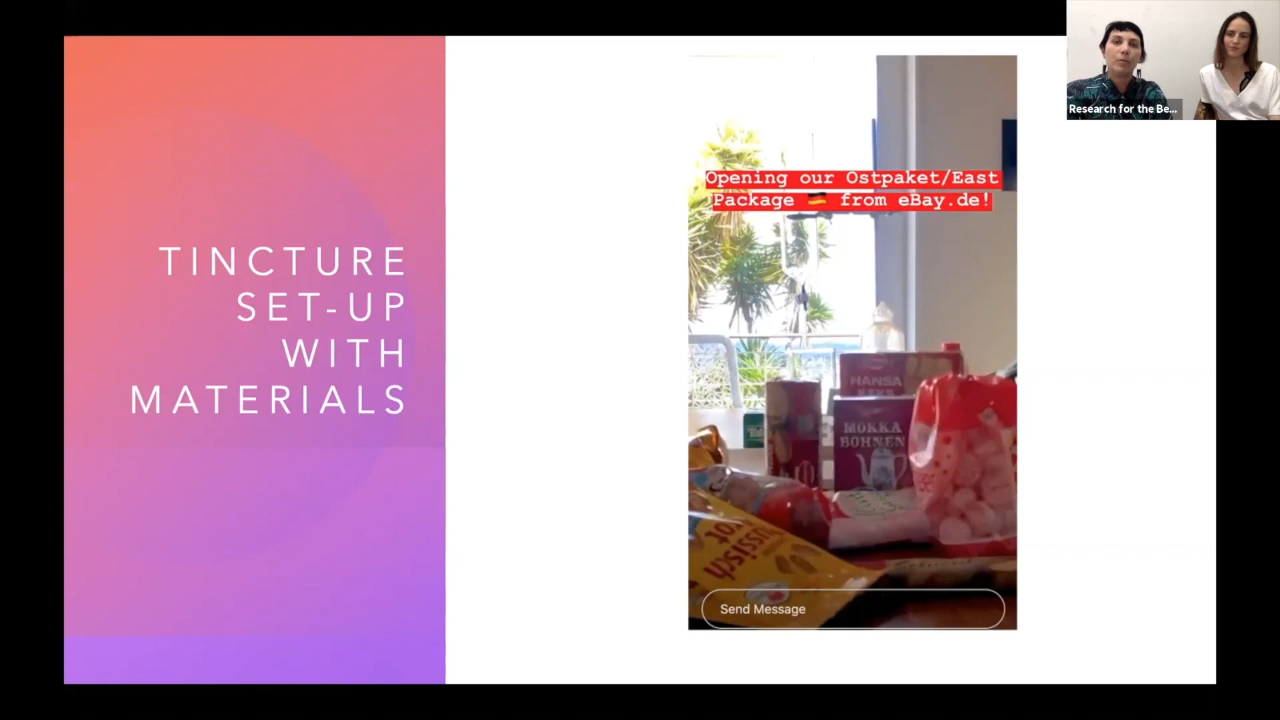 TINCTURE
SET-UP
WITH
MATERIALS
Opening our Ostpaket/East
Package 🇩🇪 from eBay.de!
HANSA
MOKKA
BOHNEN
Send Message
Research for the Be...